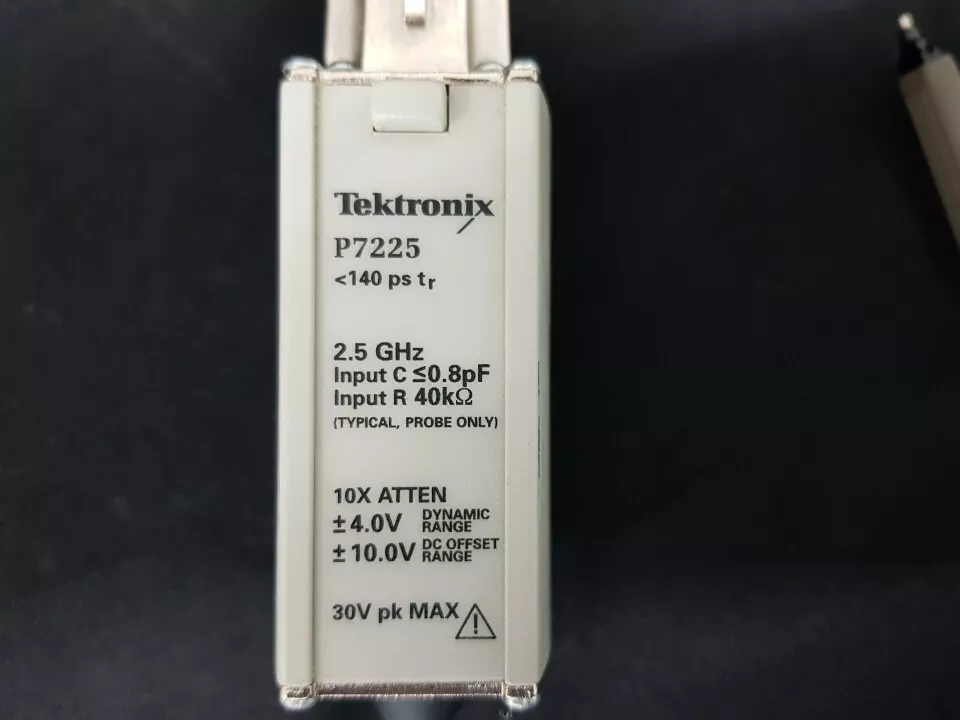 Tektronix
P7225
<140 ps tr
2.5 GHz
Input C ≤0.8pF
Input R 40kΩ
(TYPICAL, PROBE ONLY)
10X ATTEN
±4.0V DYNAMIC RANGE
±10.0V DC OFFSET RANGE
30V pk MAX